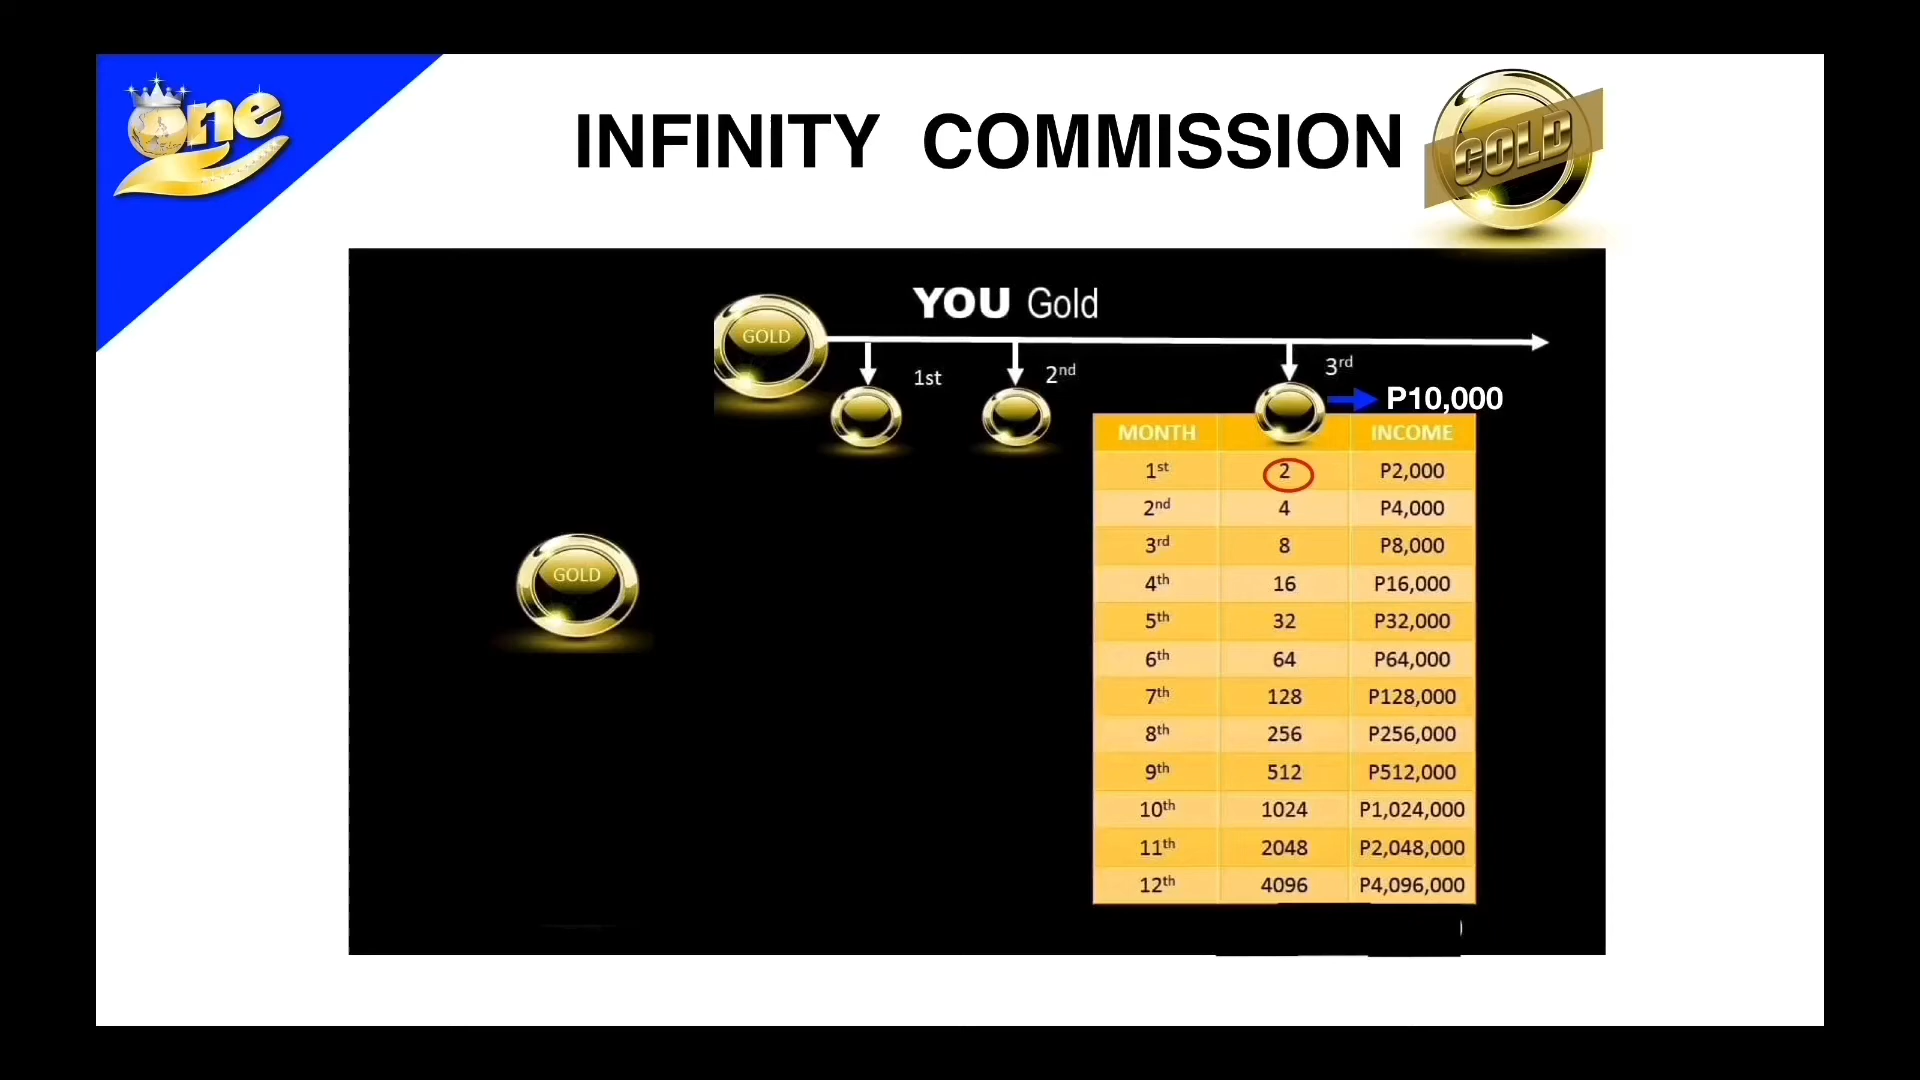 One
INFINITY COMMISSION
GOLD
YOU Gold
GOLD
1st
2nd
3rd
P10,000
MONTH INCOME
1st 2 P2,000
2nd 4 P4,000
3rd 8 P8,000
4th 16 P16,000
5th 32 P32,000
6th 64 P64,000
7th 128 P128,000
8th 256 P256,000
9th 512 P512,000
10th 1024 P1,024,000
11th 2048 P2,048,000
12th 4096 P4,096,000
GOLD